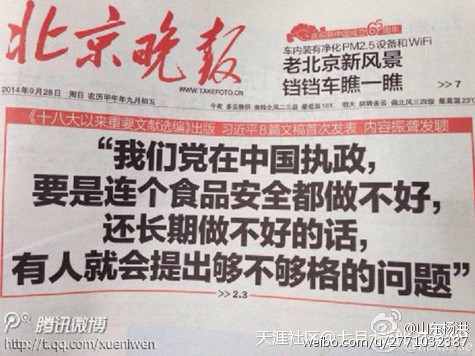 北京晚报
新中国成立65周年
车内装有净化PM2.5设备和WiFi
老北京新风景
铛铛车瞧一瞧
>>7
WWW.TAKEFOTO.CN
2014年9月28日 周日 农历甲午年九月初五
今夜 多云转阴 南转北风二三级 最低温16℃ 明天 阴转多云 偏北风三四级 最高温23
《十八大以来重要文献选编》出版 习近平8篇文稿首次发表 内容振聋发聩
“我们党在中国执政,
要是连个食品安全都做不好,
还长期做不好的话,
有人就会提出够不够格的问题”
>>2.3
腾讯微博
http://t.qq.com/xueniwen
天涯社区@七月
@山东杨洪
weibo.com/u/2771032337